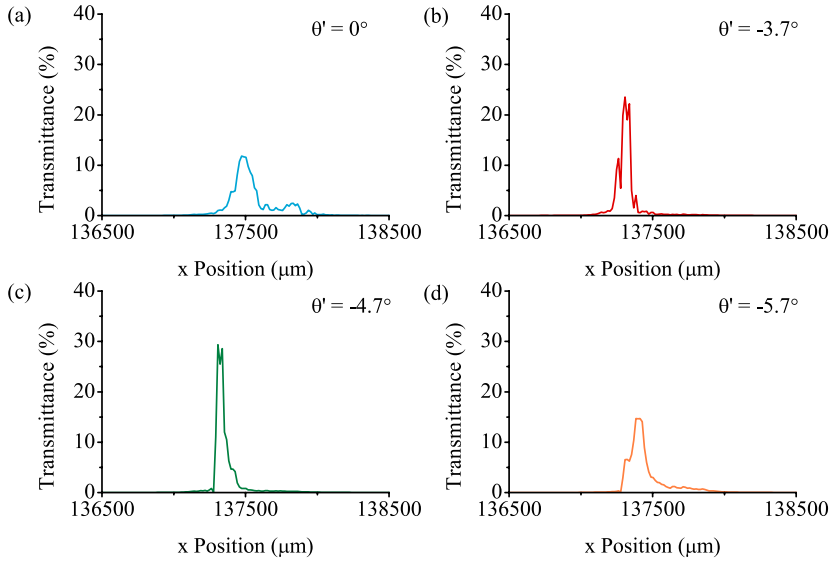 (a)
θ' = 0°
40
30
20
10
0
Transmittance (%)
136500 137500 138500
x Position (μm)
(b)
θ' = -3.7°
40
30
20
10
0
Transmittance (%)
136500 137500 138500
x Position (μm)
(c)
θ' = -4.7°
40
30
20
10
0
Transmittance (%)
136500 137500 138500
x Position (μm)
(d)
θ' = -5.7°
40
30
20
10
0
Transmittance (%)
136500 137500 138500
x Position (μm)